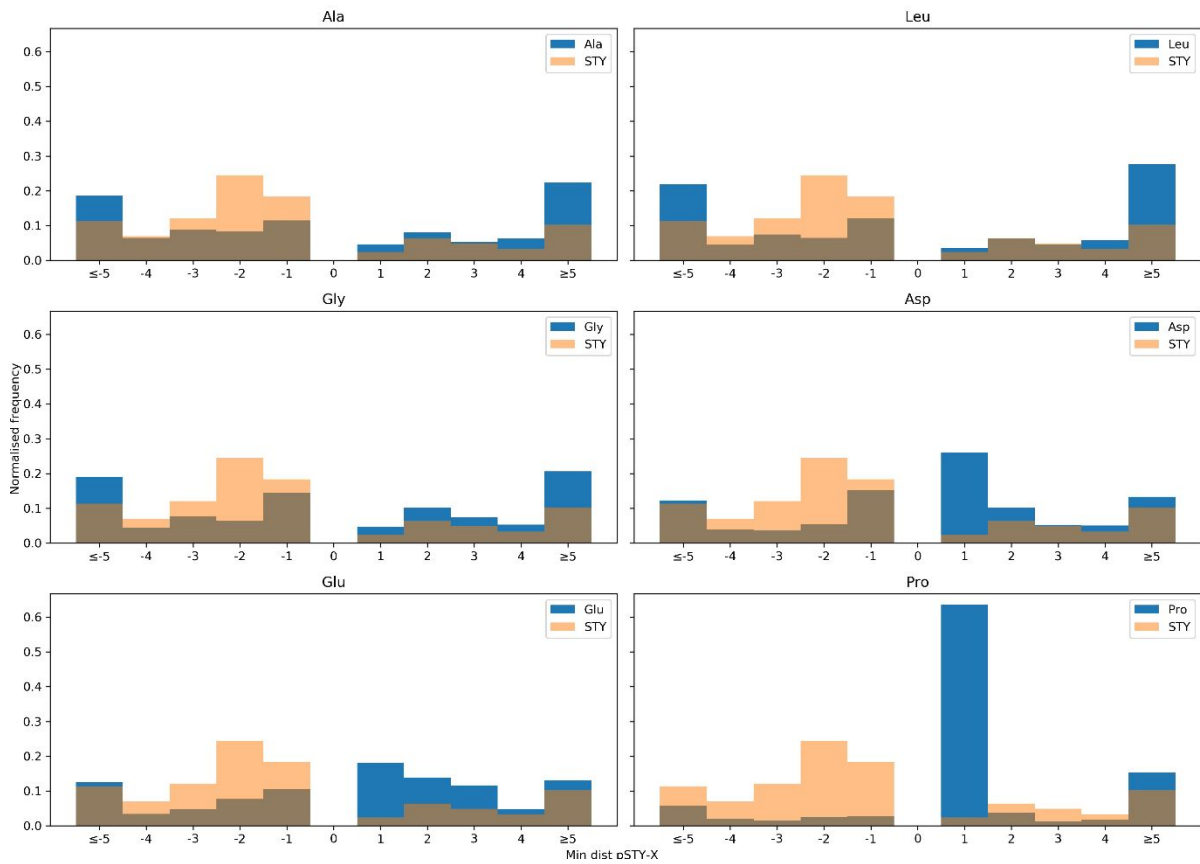 Ala
Leu
0.6
0.5
0.4
0.3
0.2
0.1
0.0
Ala
STY
Leu
STY
≤-5 -4 -3 -2 -1 0 1 2 3 4 ≥5
≤-5 -4 -3 -2 -1 0 1 2 3 4 ≥5
Gly
Asp
Normalised frequency
0.6
0.5
0.4
0.3
0.2
0.1
0.0
Gly
STY
Asp
STY
≤-5 -4 -3 -2 -1 0 1 2 3 4 ≥5
≤-5 -4 -3 -2 -1 0 1 2 3 4 ≥5
Glu
Pro
0.6
0.5
0.4
0.3
0.2
0.1
0.0
Glu
STY
Pro
STY
≤-5 -4 -3 -2 -1 0 1 2 3 4 ≥5
≤-5 -4 -3 -2 -1 0 1 2 3 4 ≥5
Min dist pSTY-X